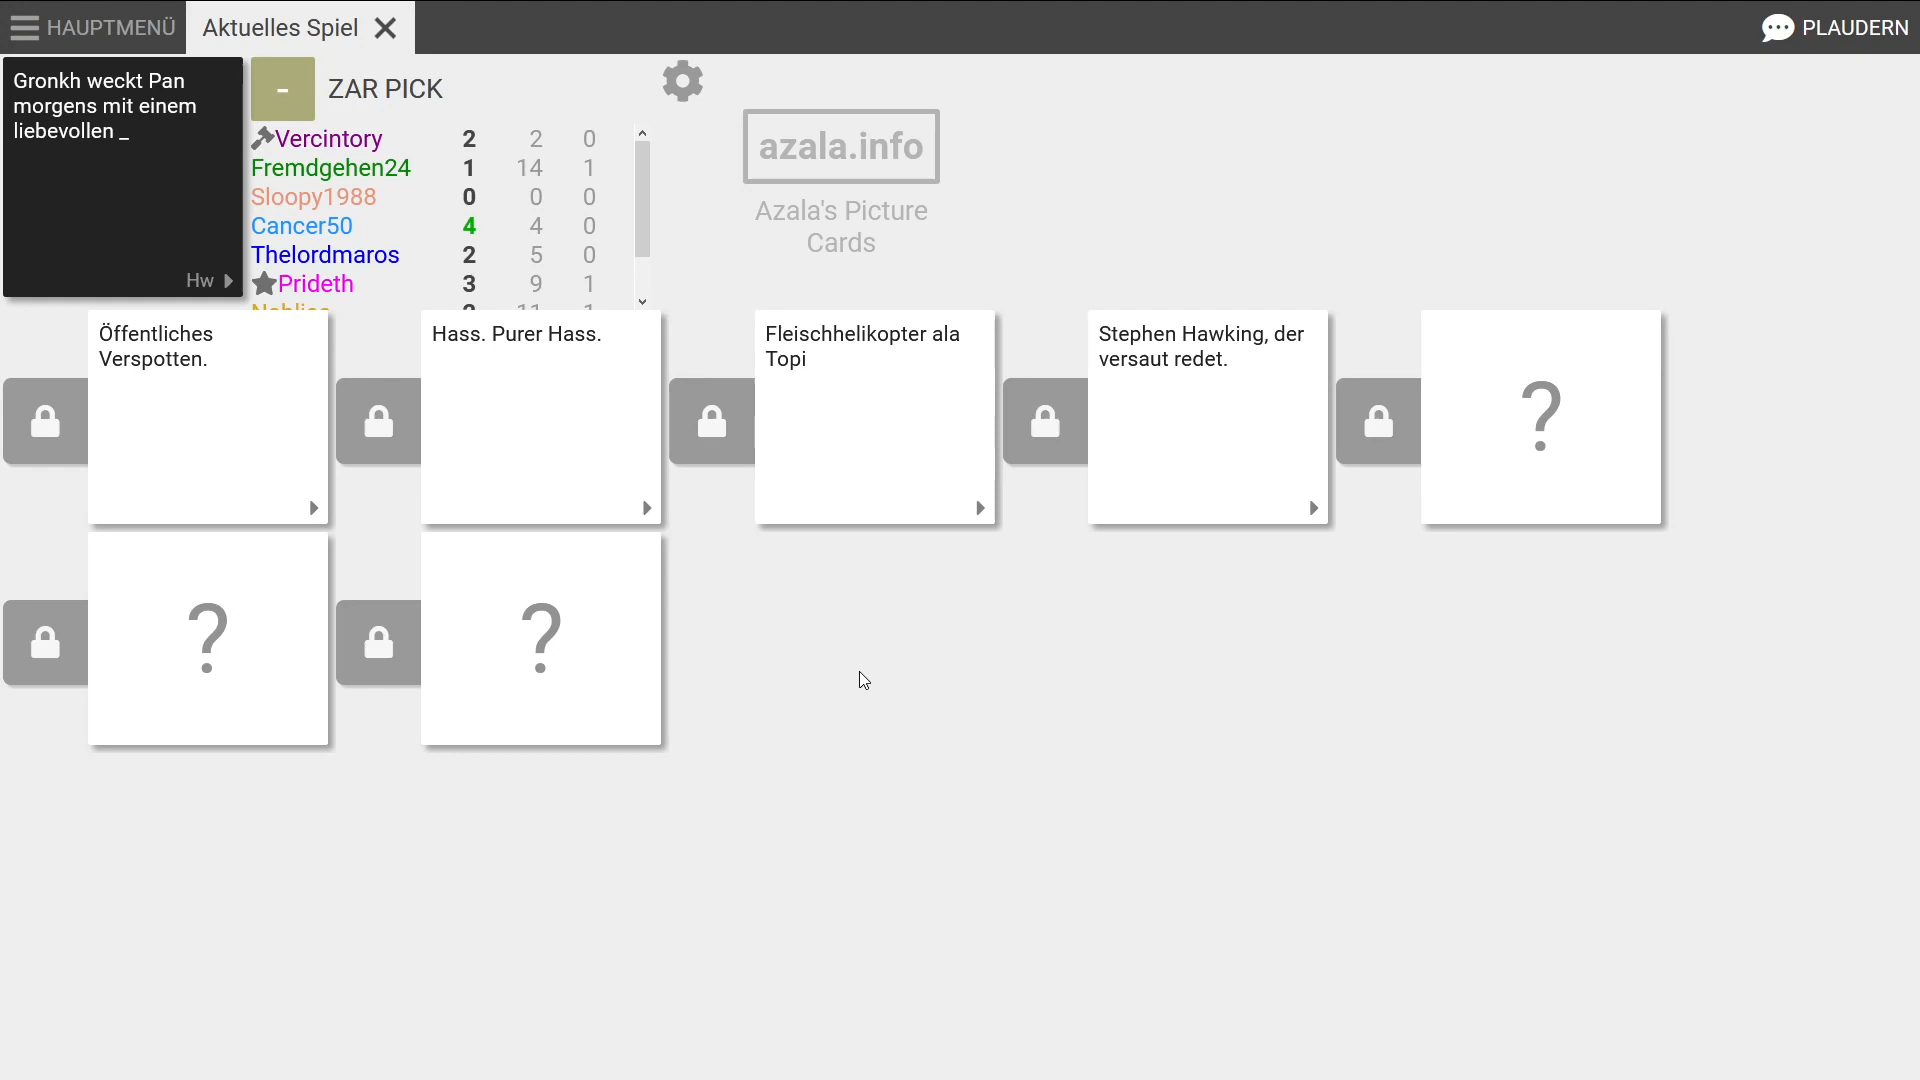 HAUPTMENÜ
Aktuelles Spiel
PLAUDERN
Gronkh weckt Pan
morgens mit einem
liebevollen _
Hw
-
ZAR PICK
Vercintory 2 2 0
Fremdgehen24 1 14 1
Sloopy1988 0 0 0
Cancer50 4 4 0
Thelordmaros 2 5 0
Prideth 3 9 1
azala.info
Azala's Picture
Cards
Öffentliches
Verspotten.
Hass. Purer Hass.
Fleischhelikopter ala
Topi
Stephen Hawking, der
versaut redet.
?
?
?